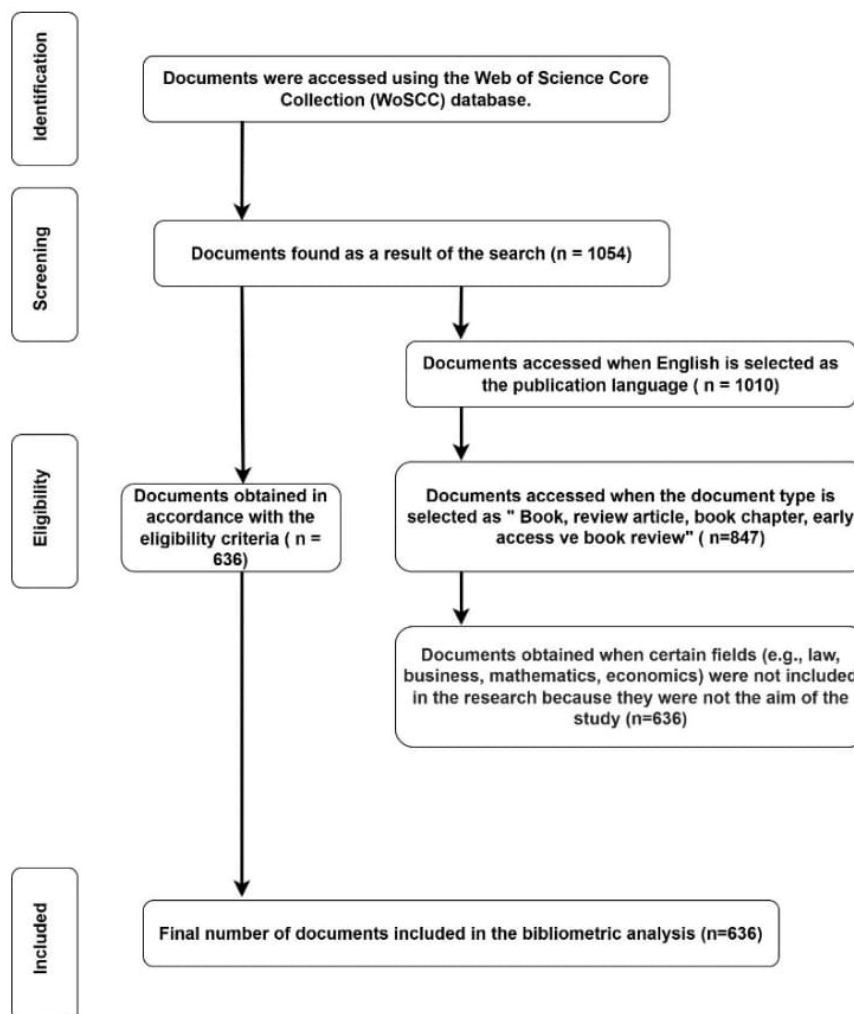 Identification
Documents were accessed using the Web of Science Core
Collection (WoSCC) database.
Screening
Documents found as a result of the search (n = 1054)
Documents accessed when English is selected as
the publication language ( n = 1010)
Eligibility
Documents obtained in
accordance with the
eligibility criteria ( n =
636)
Documents accessed when the document type is
selected as " Book, review article, book chapter, early
access ve book review" ( n=847)
Documents obtained when certain fields (e.g., law,
business, mathematics, economics) were not included
in the research because they were not the aim of the
study (n=636)
Included
Final number of documents included in the bibliometric analysis (n=636)